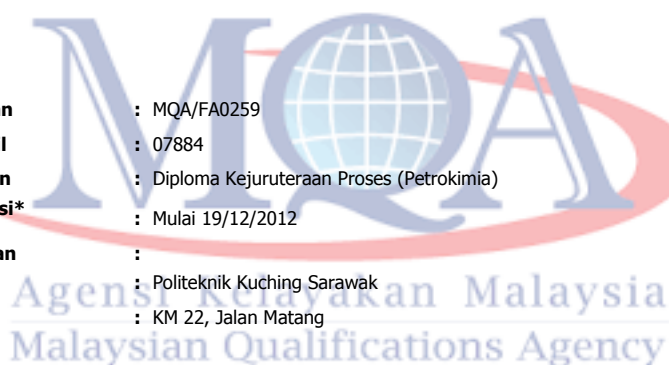 MQA
an : MQA/FA0259
l : 07884
n : Diploma Kejuruteraan Proses (Petrokimia)
si*
: Mulai 19/12/2012
an :
: Politeknik Kuching Sarawak
Agensi Kelayakan Malaysia
: KM 22, Jalan Matang
Malaysian Qualifications Agency